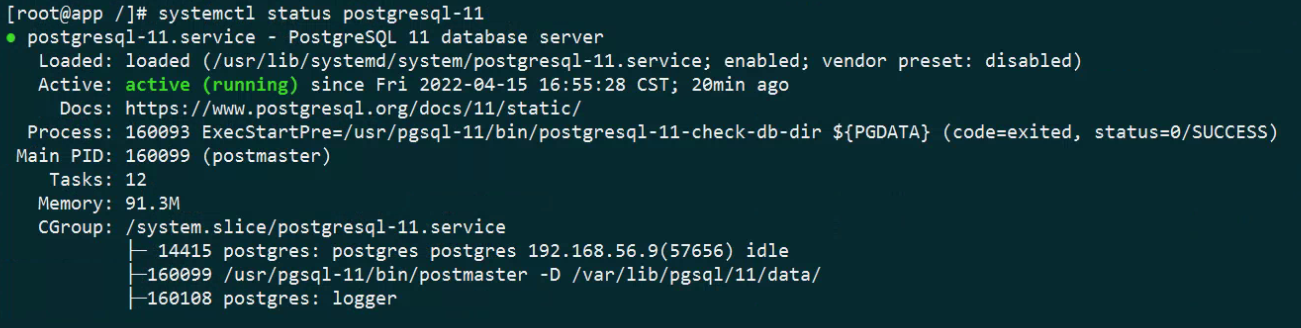 [root@app /]# systemctl status postgresql-11
● postgresql-11.service - PostgreSQL 11 database server
   Loaded: loaded (/usr/lib/systemd/system/postgresql-11.service; enabled; vendor preset: disabled)
   Active: active (running) since Fri 2022-04-15 16:55:28 CST; 20min ago
     Docs: https://www.postgresql.org/docs/11/static/
  Process: 160093 ExecStartPre=/usr/pgsql-11/bin/postgresql-11-check-db-dir ${PGDATA} (code=exited, status=0/SUCCESS)
 Main PID: 160099 (postmaster)
    Tasks: 12
   Memory: 91.3M
   CGroup: /system.slice/postgresql-11.service
           ├─ 14415 postgres: postgres postgres 192.168.56.9(57656) idle
           ├─160099 /usr/pgsql-11/bin/postmaster -D /var/lib/pgsql/11/data/
           ├─160108 postgres: logger